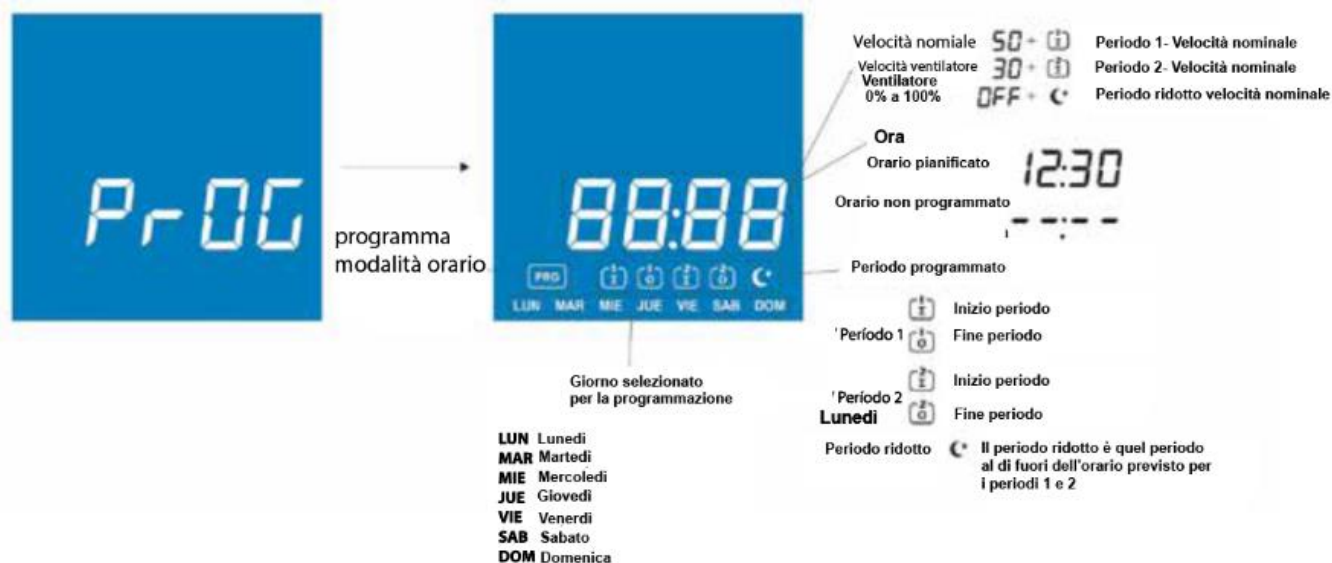 PrOG
programma
modalità orario
88:88
PRG
LUN MAR MIE JUE VIE SAB DOM
Velocità nomiale 50 + Periodo 1- Velocità nominale
Velocità ventilatore 30 + Periodo 2- Velocità nominale
Ventilatore
0% a 100% OFF + Periodo ridotto velocità nominale
Ora
Orario pianificato 12:30
Orario non programmato --:--
Periodo programmato
Inizio periodo
'Período 1 Fine periodo
Inizio periodo
'Período 2
Lunedì Fine periodo
Periodo ridotto Il periodo ridotto è quel periodo
al di fuori dell'orario previsto per
i periodi 1 e 2
Giorno selezionato
per la programmazione
LUN Lunedì
MAR Martedì
MIE Mercoledì
JUE Giovedì
VIE Venerdì
SAB Sabato
DOM Domenica